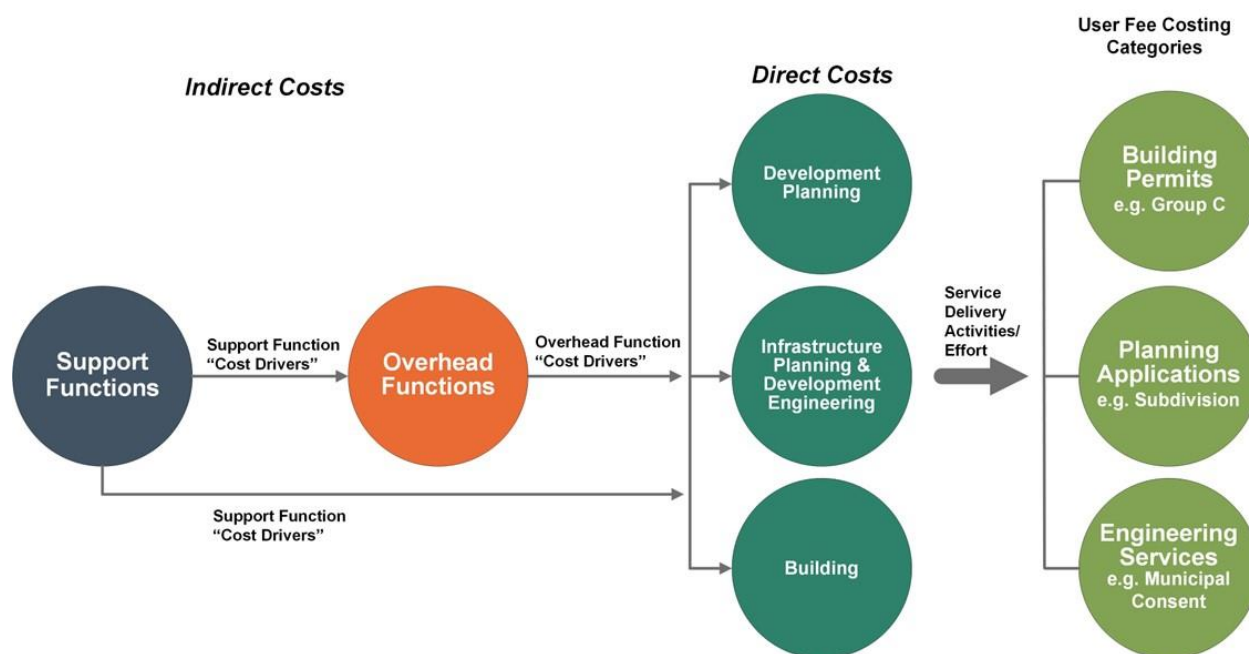 User Fee Costing
Categories
Indirect Costs
Direct Costs
Development
Planning
Building
Permits
e.g. Group C
Support
Functions
Support Function
“Cost Drivers”
Overhead
Functions
Overhead Function
“Cost Drivers”
Infrastructure
Planning &
Development
Engineering
Service
Delivery
Activities/
Effort
Planning
Applications
e.g. Subdivision
Support Function
“Cost Drivers”
Building
Engineering
Services
e.g. Municipal
Consent